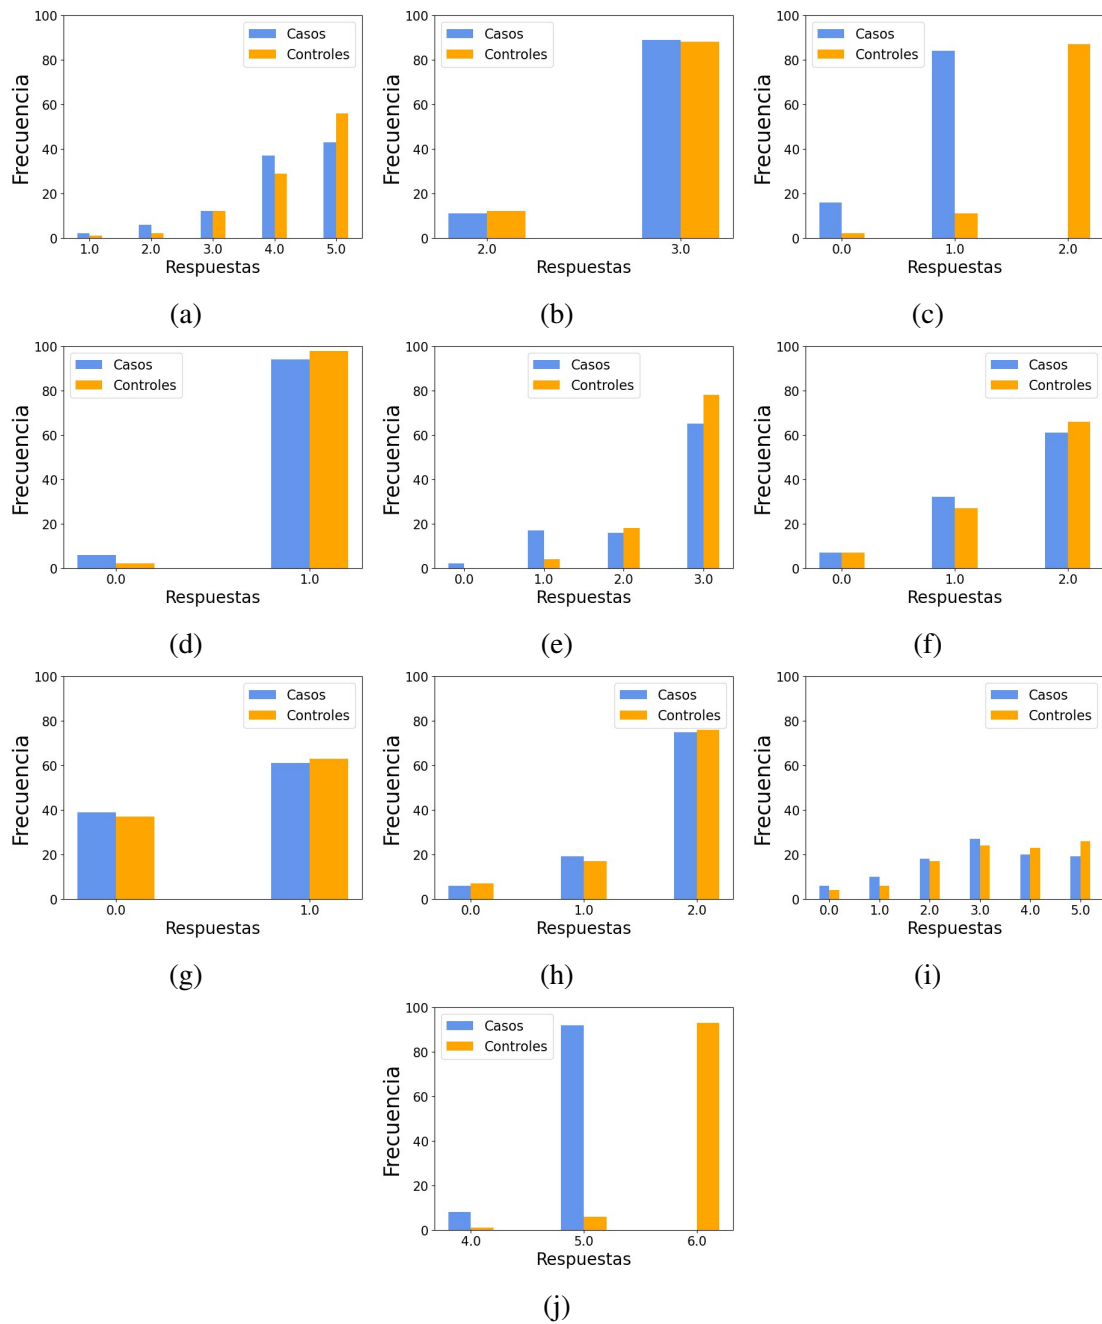 Frecuencia
100
80
60
40
20
0
Casos
Controles
1.0 2.0 3.0 4.0 5.0
Respuestas
(a)
Frecuencia
100
80
60
40
20
0
Casos
Controles
2.0 3.0
Respuestas
(b)
Frecuencia
100
80
60
40
20
0
Casos
Controles
0.0 1.0 2.0
Respuestas
(c)
Frecuencia
100
80
60
40
20
0
Casos
Controles
0.0 1.0
Respuestas
(d)
Frecuencia
100
80
60
40
20
0
Casos
Controles
0.0 1.0 2.0 3.0
Respuestas
(e)
Frecuencia
100
80
60
40
20
0
Casos
Controles
0.0 1.0 2.0
Respuestas
(f)
Frecuencia
100
80
60
40
20
0
Casos
Controles
0.0 1.0
Respuestas
(g)
Frecuencia
100
80
60
40
20
0
Casos
Controles
0.0 1.0 2.0
Respuestas
(h)
Frecuencia
100
80
60
40
20
0
Casos
Controles
0.0 1.0 2.0 3.0 4.0 5.0
Respuestas
(i)
Frecuencia
100
80
60
40
20
0
Casos
Controles
4.0 5.0 6.0
Respuestas
(j)